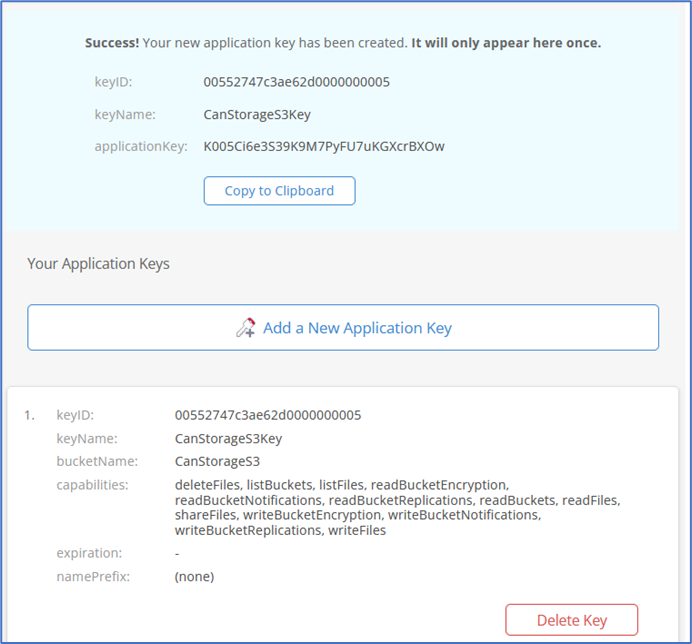 Success! Your new application key has been created. It will only appear here once.
keyID: 00552747c3ae62d0000000005
keyName: CanStorageS3Key
applicationKey: K005Ci6e3S39K9M7PyFU7uKGXcrBXOw
Copy to Clipboard
Your Application Keys
Add a New Application Key
1. keyID: 00552747c3ae62d0000000005
keyName: CanStorageS3Key
bucketName: CanStorageS3
capabilities: deleteFiles, listBuckets, listFiles, readBucketEncryption,
readBucketNotifications, readBucketReplications, readBuckets, readFiles,
shareFiles, writeBucketEncryption, writeBucketNotifications,
writeBucketReplications, writeFiles
expiration: -
namePrefix: (none)
Delete Key